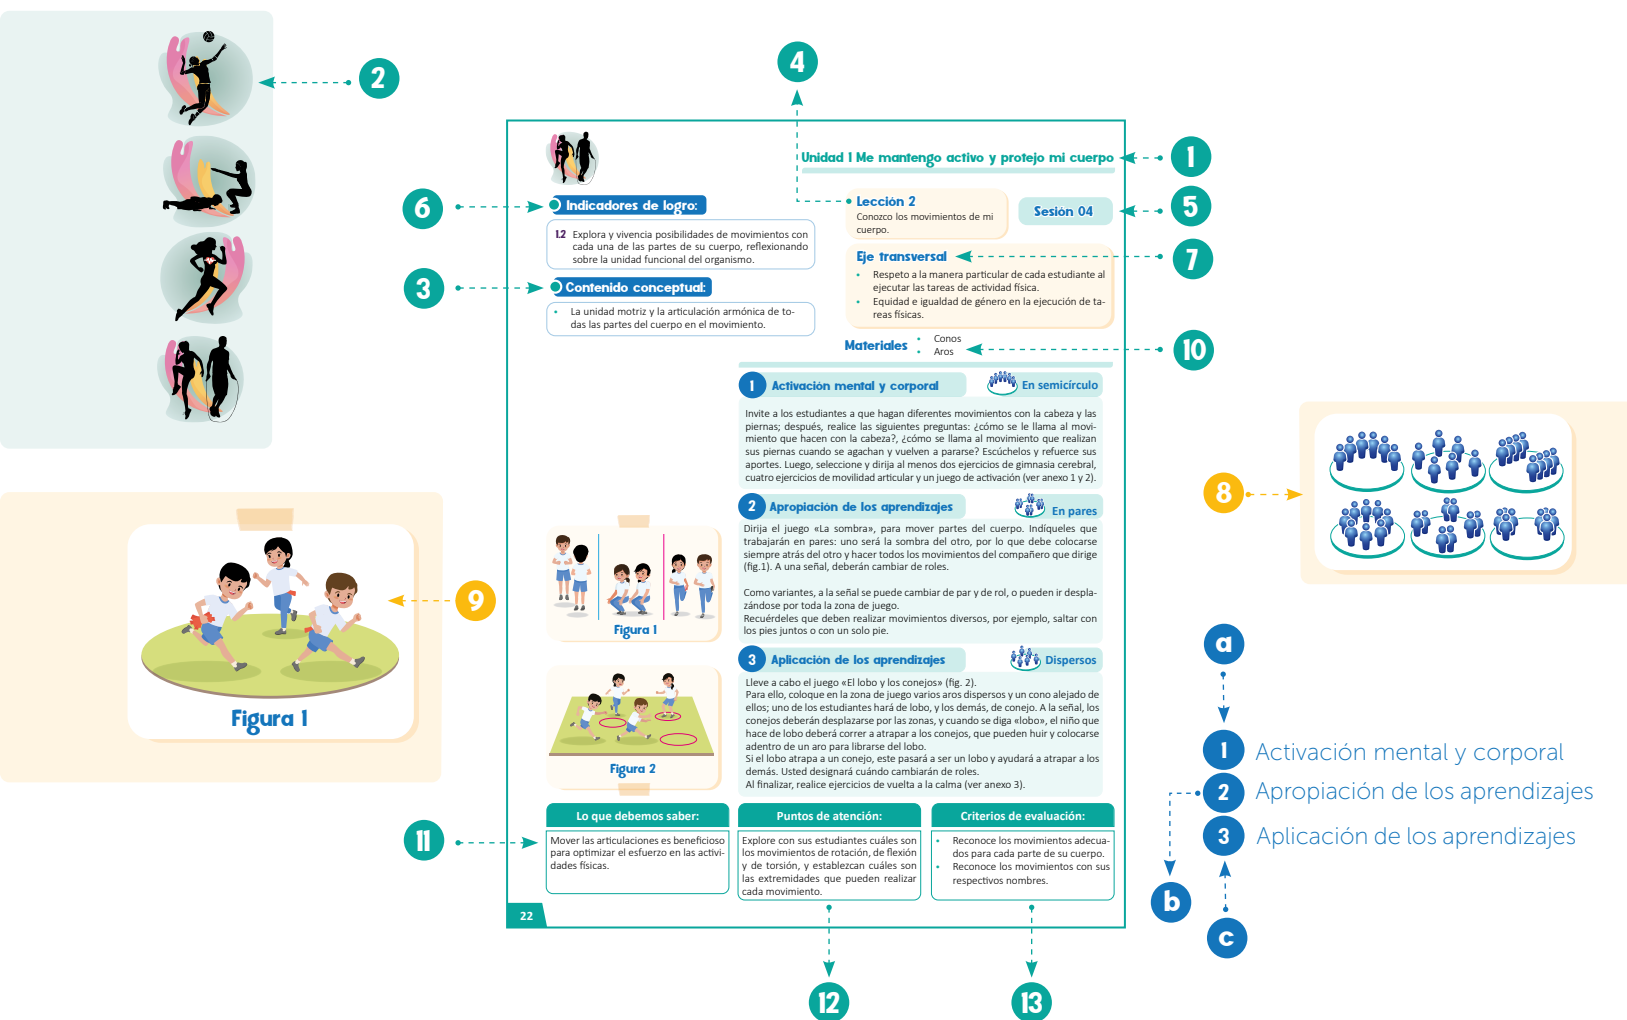 2
4
Unidad 1 Me mantengo activo y protejo mi cuerpo
1
6
Indicadores de logro:
1.2 Explora y vivencia posibilidades de movimientos con
cada una de las partes de su cuerpo, reflexionando
sobre la unidad funcional del organismo.
3
Contenido conceptual:
• La unidad motriz y la articulación armónica de to-
das las partes del cuerpo en el movimiento.
Lección 2
Conozco los movimientos de mi
cuerpo.
Sesión 04
5
Eje transversal
7
• Respeto a la manera particular de cada estudiante al
ejecutar las tareas de actividad física.
• Equidad e igualdad de género en la ejecución de ta-
reas físicas.
Materiales
• Conos
• Aros
10
1 Activación mental y corporal
En semicírculo
Invite a los estudiantes a que hagan diferentes movimientos con la cabeza y las
piernas; después, realice las siguientes preguntas: ¿cómo se le llama al movi-
miento que hacen con la cabeza?, ¿cómo se llama al movimiento que realizan
sus piernas cuando se agachan y vuelven a pararse? Escúchelos y refuerce sus
aportes. Luego, seleccione y dirija al menos dos ejercicios de gimnasia cerebral,
cuatro ejercicios de movilidad articular y un juego de activación (ver anexo 1 y 2).
2 Apropiación de los aprendizajes
En pares
Dirija el juego «La sombra», para mover partes del cuerpo. Indíqueles que
trabajarán en pares: uno será la sombra del otro, por lo que debe colocarse
siempre atrás del otro y hacer todos los movimientos del compañero que dirige
(fig.1). A una señal, deberán cambiar de roles.
Como variantes, a la señal se puede cambiar de par y de rol, o pueden ir despla-
zándose por toda la zona de juego.
Recuérdeles que deben realizar movimientos diversos, por ejemplo, saltar con
los pies juntos o con un solo pie.
Figura 1
3 Aplicación de los aprendizajes
Dispersos
Lleve a cabo el juego «El lobo y los conejos» (fig. 2).
Para ello, coloque en la zona de juego varios aros dispersos y un cono alejado de
ellos; uno de los estudiantes hará de lobo, y los demás, de conejo. A la señal, los
conejos deberán desplazarse por las zonas, y cuando se diga «lobo», el niño que
hace de lobo deberá correr a atrapar a los conejos, que pueden huir y colocarse
adentro de un aro para librarse del lobo.
Si el lobo atrapa a un conejo, este pasará a ser un lobo y ayudará a atrapar a los
demás. Usted designará cuándo cambiarán de roles.
Al finalizar, realice ejercicios de vuelta a la calma (ver anexo 3).
Figura 2
Lo que debemos saber:
Mover las articulaciones es beneficioso
para optimizar el esfuerzo en las activi-
dades físicas.
Puntos de atención:
Explore con sus estudiantes cuáles son
los movimientos de rotación, de flexión
y de torsión, y establezcan cuáles son
las extremidades que pueden realizar
cada movimiento.
Criterios de evaluación:
• Reconoce los movimientos adecua-
dos para cada parte de su cuerpo.
• Reconoce los movimientos con sus
respectivos nombres.
22
11
12
13
9
Figura 1
8
a
1 Activación mental y corporal
2 Apropiación de los aprendizajes
3 Aplicación de los aprendizajes
b
c